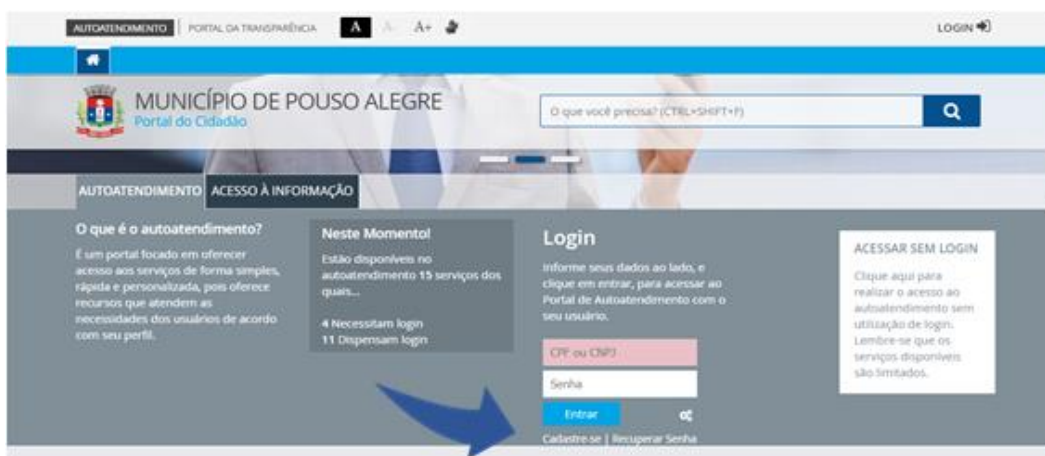 AUTOATENDIMENTO PORTAL DA TRANSPARÊNCIA A A- A+ LOGIN
MUNICÍPIO DE POUSO ALEGRE
Portal do Cidadão
O que você precisa? (CTRL+SHIFT+F)
AUTOATENDIMENTO ACESSO À INFORMAÇÃO
O que é o autoatendimento?
É um portal focado em oferecer
acesso aos serviços de forma simples,
rápida e personalizada, pois oferece
recursos que atendem as
necessidades dos usuários de acordo
com seu perfil.
Neste Momento!
Estão disponíveis no
autoatendimento 15 serviços dos
quais...
4 Necessitam login
11 Dispensam login
Login
Informe seus dados ao lado, e
clique em entrar, para acessar ao
Portal de Autoatendimento com o
seu usuário.
CPF ou CNPJ
Senha
Entrar
Cadastre-se | Recuperar Senha
ACESSAR SEM LOGIN
Clique aqui para
realizar o acesso ao
autoatendimento sem
utilização de login.
Lembre-se que os
serviços disponíveis
são limitados.